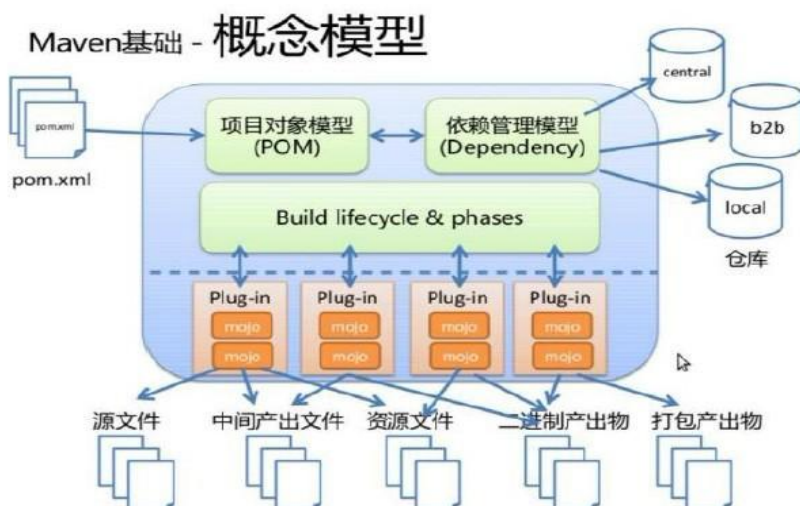 Maven基础 - 概念模型
central
pom.xml
项目对象模型
(POM)
依赖管理模型
(Dependency)
b2b
pom.xml
Build lifecycle & phases
local
仓库
Plug-in
Plug-in
Plug-in
Plug-in
mojo
mojo
mojo
mojo
mojo
mojo
mojo
mojo
源文件
中间产出文件
资源文件
二进制产出物
打包产出物